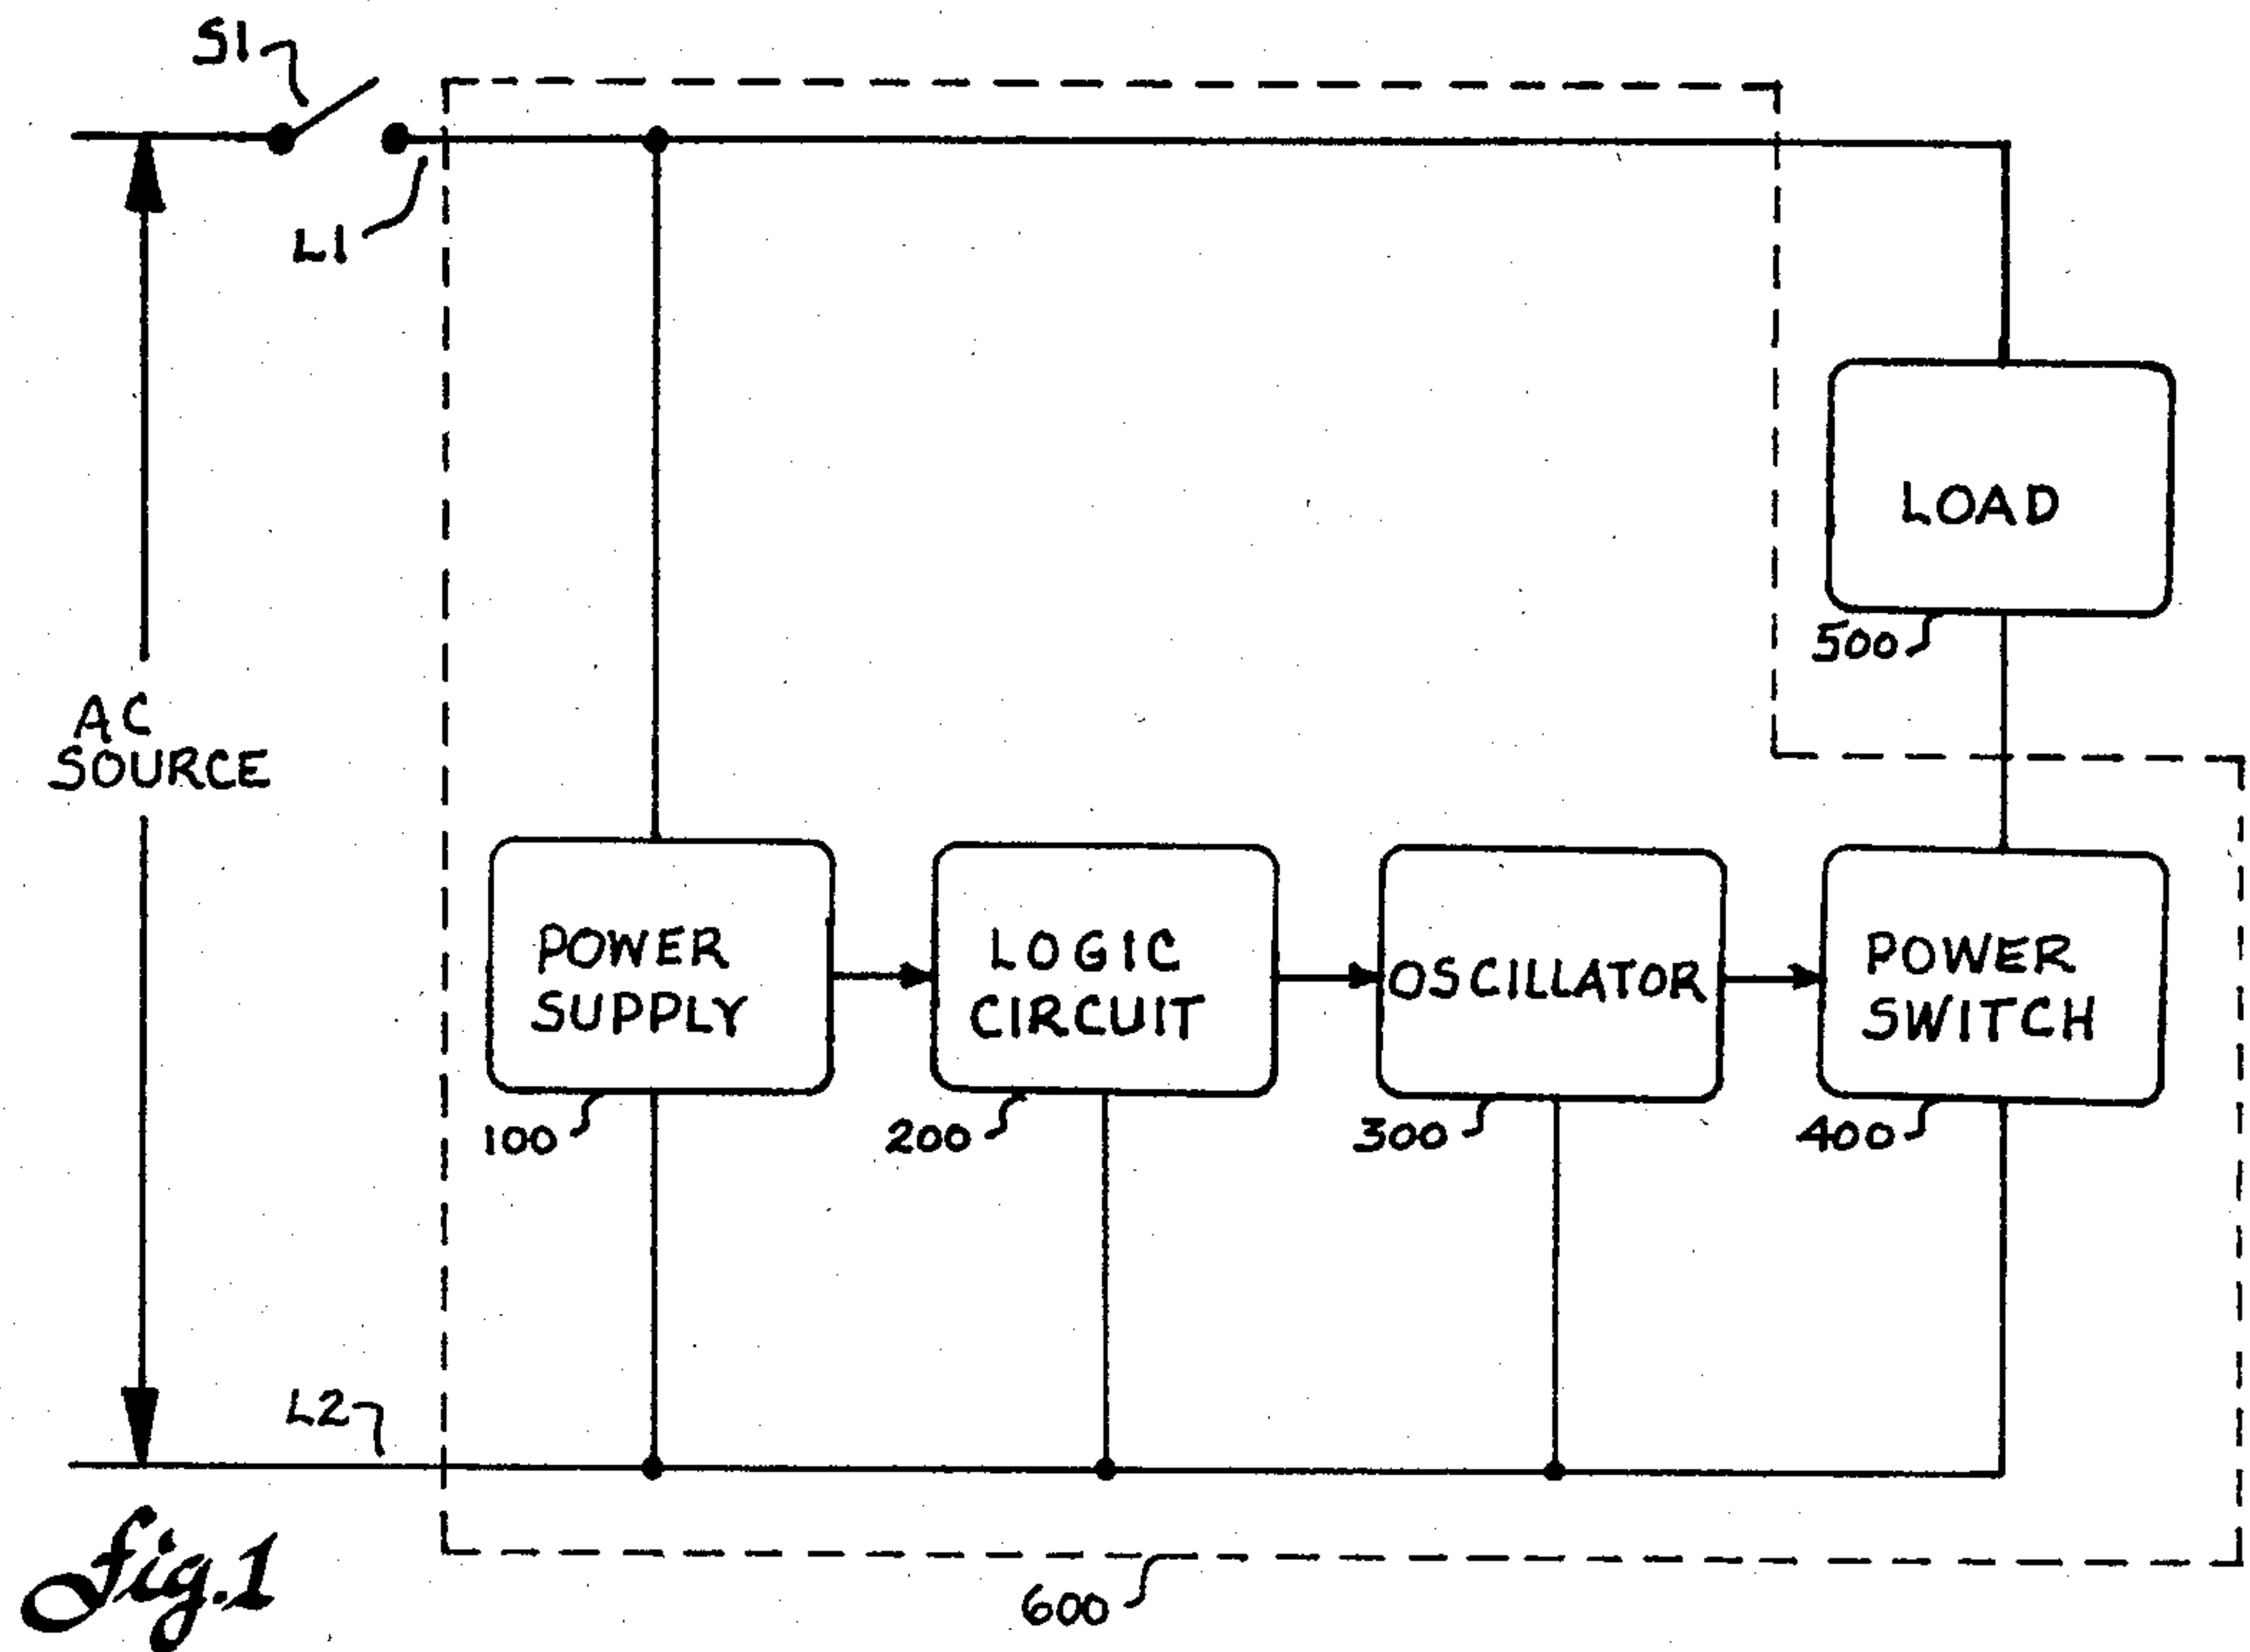 S1
L1
LOAD
500
AC
SOURCE
POWER
SUPPLY
LOGIC
CIRCUIT
OSCILLATOR
POWER
SWITCH
100
200
300
400
L2
Fig.1
600